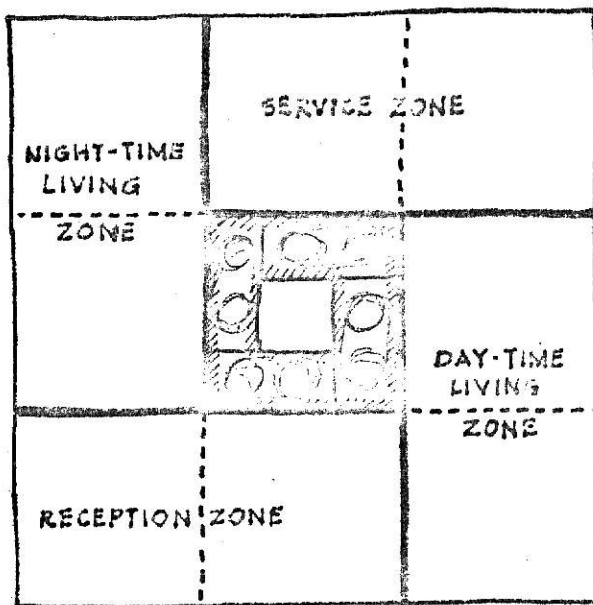 SERVICE ZONE
NIGHT-TIME
LIVING
ZONE
DAY-TIME
LIVING
ZONE
RECEPTION ZONE